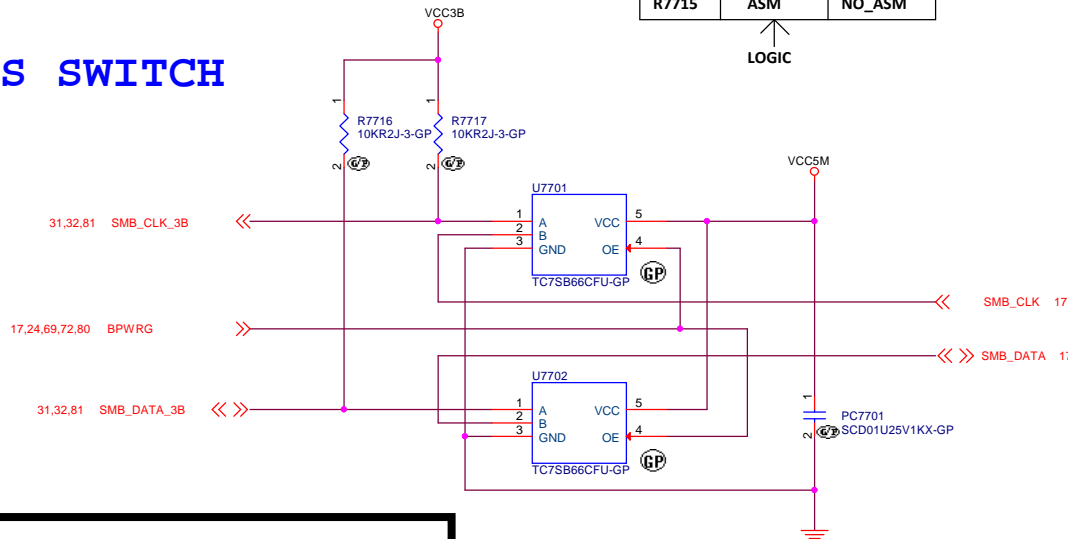 R7715 ASM NO_ASM
LOGIC
VCC3B
S SWITCH
1 1
R7716 R7717
10KR2J-3-GP 10KR2J-3-GP
2 G/P 2 G/P
VCC5M
U7701
31,32,81 SMB_CLK_3B
1 A VCC 5
2 B
3 GND OE 4
GP
TC7SB66CFU-GP
SMB_CLK 17
17,24,69,72,80 BPWRG
SMB_DATA 17
U7702
31,32,81 SMB_DATA_3B
1 A VCC 5
2 B
3 GND OE 4
GP
TC7SB66CFU-GP
1
PC7701
2 G/P SCD01U25V1KX-GP